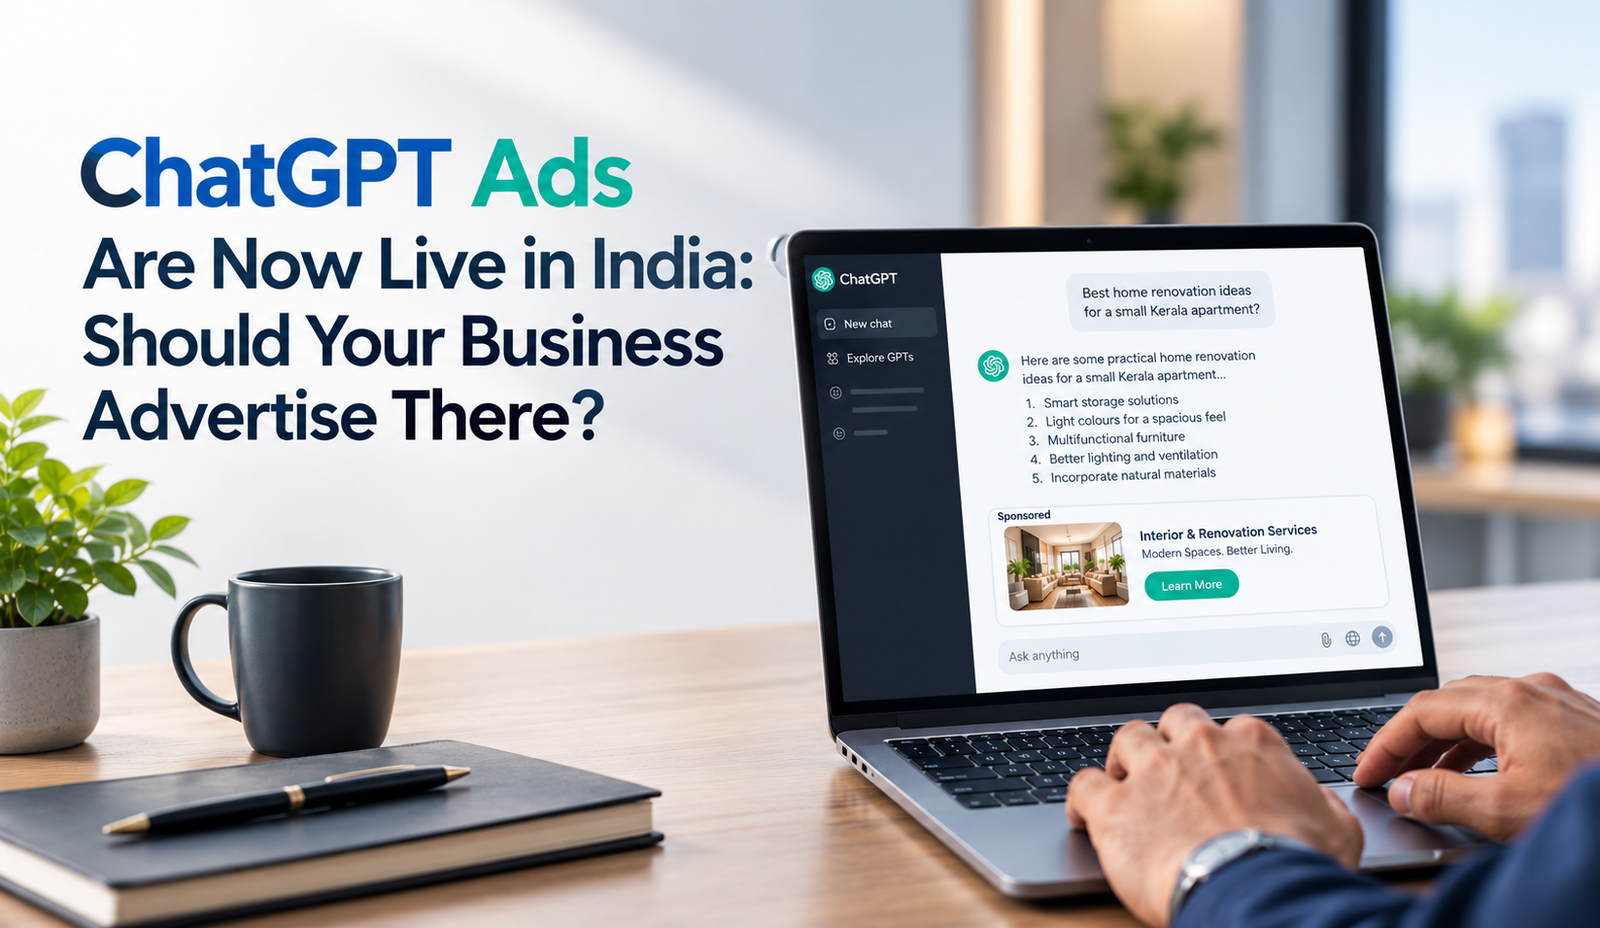 ChatGPT Ads
Are Now Live in India:
Should Your Business
Advertise There?
ChatGPT
New chat
Explore GPTs
Best home renovation ideas
for a small Kerala apartment?
Here are some practical home renovation
ideas for a small Kerala apartment...
1. Smart storage solutions
2. Light colours for a spacious feel
3. Multifunctional furniture
4. Better lighting and ventilation
5. Incorporate natural materials
Sponsored
Interior & Renovation Services
Modern Spaces. Better Living.
Learn More
Ask anything